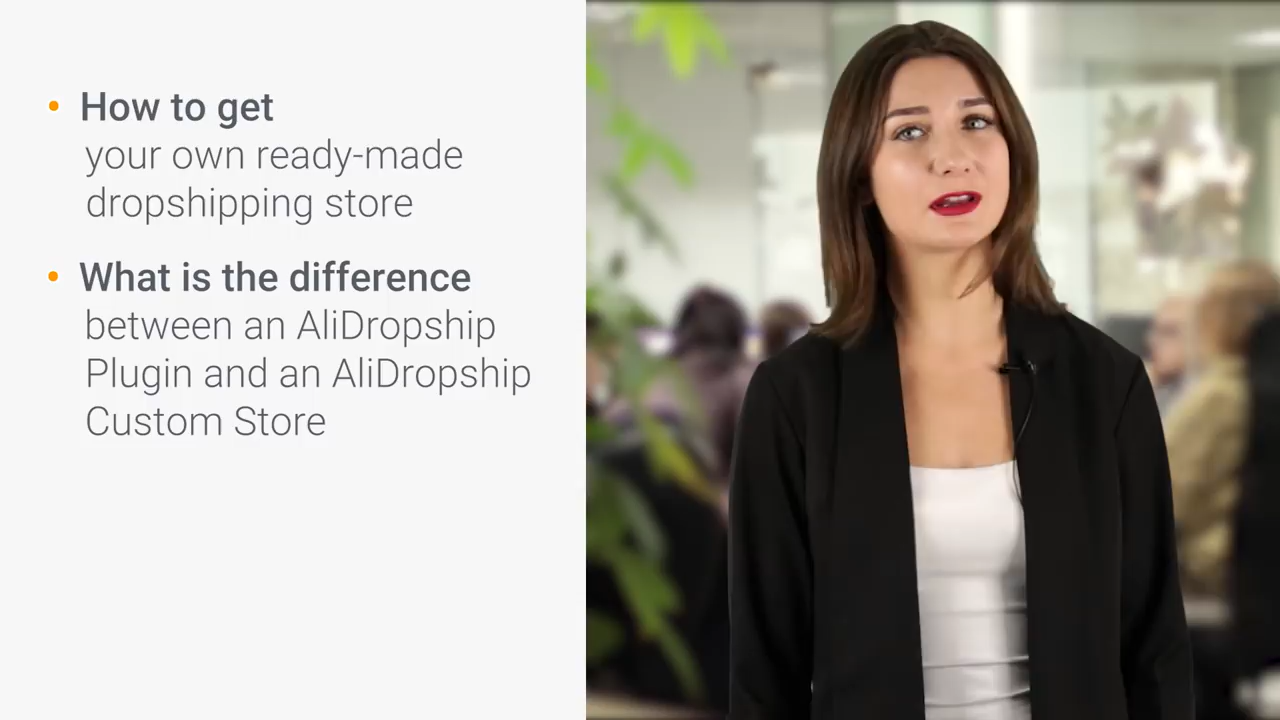 • How to get
your own ready-made
dropshipping store
• What is the difference
between an AliDropship
Plugin and an AliDropship
Custom Store